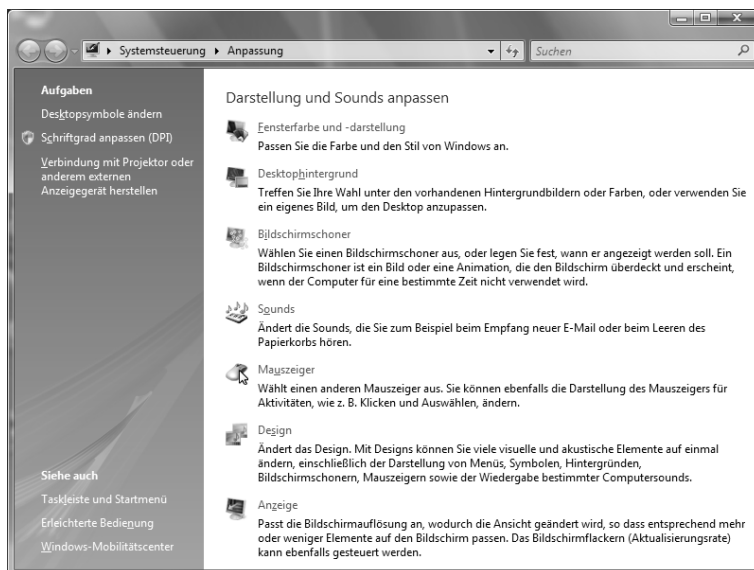 Systemsteuerung
Anpassung
Suchen
Aufgaben
Desktopsymbole ändern
Schriftgrad anpassen (DPI)
Verbindung mit Projektor oder
anderem externen
Anzeigegerät herstellen
Siehe auch
Taskleiste und Startmenü
Erleichterte Bedienung
Windows-Mobilitätscenter
Darstellung und Sounds anpassen
Fensterfarbe und -darstellung
Passen Sie die Farbe und den Stil von Windows an.
Desktophintergrund
Treffen Sie Ihre Wahl unter den vorhandenen Hintergrundbildern oder Farben, oder verwenden Sie
ein eigenes Bild, um den Desktop anzupassen.
Bildschirmschoner
Wählen Sie einen Bildschirmschoner aus, oder legen Sie fest, wann er angezeigt werden soll. Ein
Bildschirmschoner ist ein Bild oder eine Animation, die den Bildschirm überdeckt und erscheint,
wenn der Computer für eine bestimmte Zeit nicht verwendet wird.
Sounds
Ändert die Sounds, die Sie zum Beispiel beim Empfang neuer E-Mail oder beim Leeren des
Papierkorbs hören.
Mauszeiger
Wählt einen anderen Mauszeiger aus. Sie können ebenfalls die Darstellung des Mauszeigers für
Aktivitäten, wie z. B. Klicken und Auswählen, ändern.
Design
Ändert das Design. Mit Designs können Sie viele visuelle und akustische Elemente auf einmal
ändern, einschließlich der Darstellung von Menüs, Symbolen, Hintergründen,
Bildschirmschonern, Mauszeigern sowie der Wiedergabe bestimmter Computersounds.
Anzeige
Passt die Bildschirmauflösung an, wodurch die Ansicht geändert wird, so dass entsprechend mehr
oder weniger Elemente auf den Bildschirm passen. Das Bildschirmflackern (Aktualisierungsrate)
kann ebenfalls gesteuert werden.